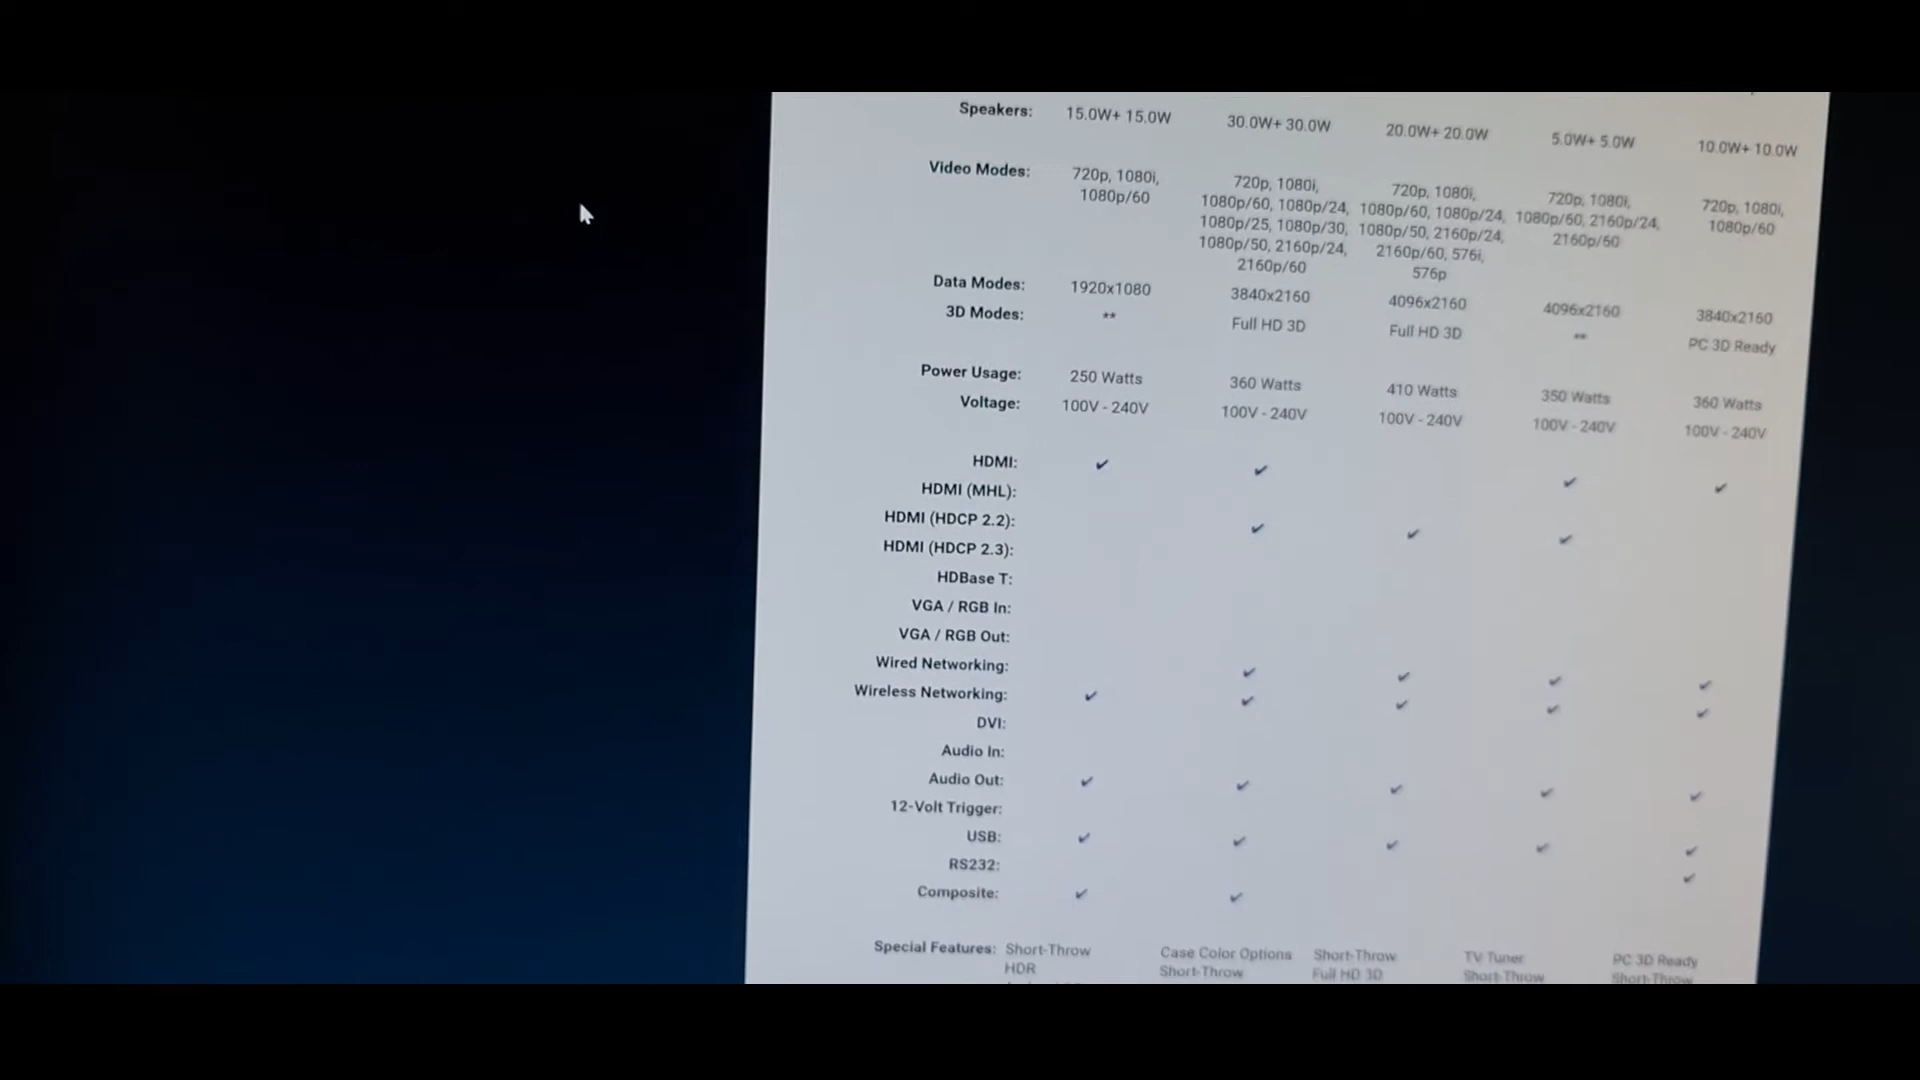 Speakers: 15.0W+ 15.0W 30.0W+ 30.0W 20.0W+ 20.0W 5.0W+ 5.0W 10.0W+ 10.0W
Video Modes: 720p, 1080i, 720p, 1080i, 720p, 1080i, 720p, 1080i, 720p, 1080i,
1080p/60 1080p/60, 1080p/24, 1080p/60, 1080p/24, 1080p/60, 2160p/24, 1080p/60
1080p/25, 1080p/30, 1080p/50, 2160p/24, 2160p/60
1080p/50, 2160p/24, 2160p/60, 576i,
2160p/60 576p
Data Modes: 1920x1080 3840x2160 4096x2160 4096x2160 3840x2160
3D Modes: ** Full HD 3D Full HD 3D ** PC 3D Ready
Power Usage: 250 Watts 360 Watts 410 Watts 350 Watts 360 Watts
Voltage: 100V - 240V 100V - 240V 100V - 240V 100V - 240V 100V - 240V
HDMI: ✔ ✔ ✔ ✔
HDMI (MHL):
HDMI (HDCP 2.2): ✔ ✔ ✔
HDMI (HDCP 2.3):
HDBase T:
VGA / RGB In:
VGA / RGB Out:
Wired Networking: ✔ ✔ ✔ ✔
Wireless Networking: ✔ ✔ ✔ ✔ ✔
DVI:
Audio In:
Audio Out: ✔ ✔ ✔ ✔ ✔
12-Volt Trigger:
USB: ✔ ✔ ✔ ✔ ✔
RS232: ✔
Composite: ✔ ✔
Special Features: Short-Throw Case Color Options Short-Throw TV Tuner PC 3D Ready
HDR Short-Throw Full HD 3D Short-Throw Short-Throw